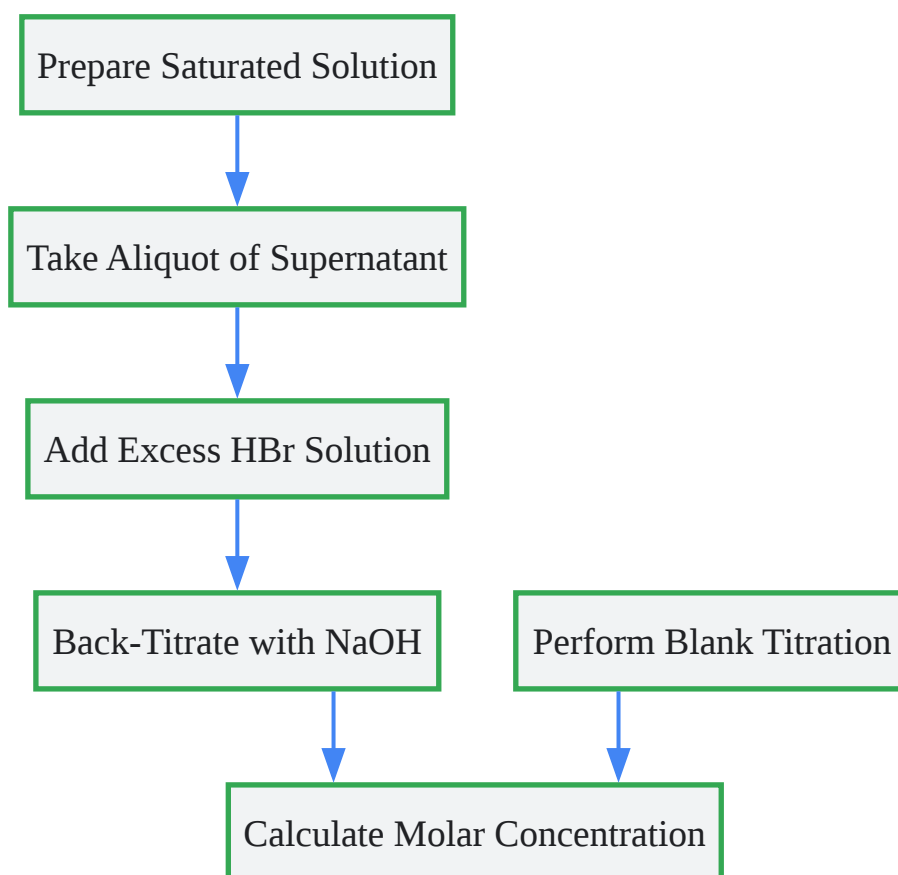 Prepare Saturated Solution
Take Aliquot of Supernatant
Add Excess HBr Solution
Back-Titrate with NaOH
Perform Blank Titration
Calculate Molar Concentration